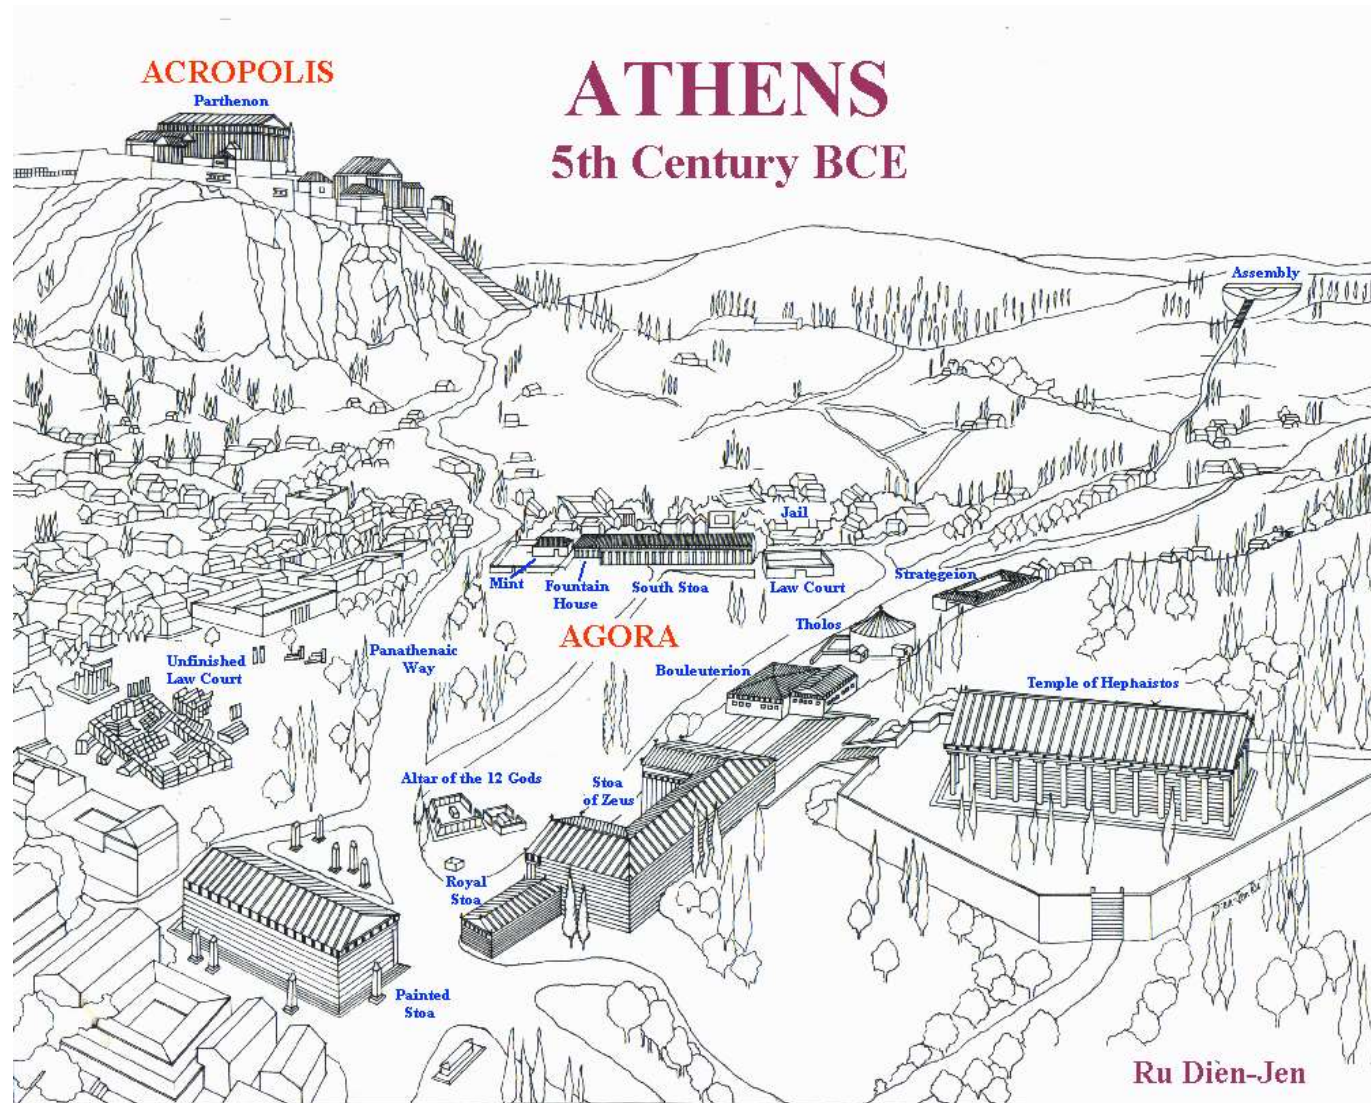 ACROPOLIS
Parthenon
ATHENS
5th Century BCE
Assembly
Jail
Mint
Fountain
House
South Stoa
Law Court
Strategeion
Tholos
AGORA
Panathenaic
Way
Unfinished
Law Court
Bouleuterion
Temple of Hephaistos
Altar of the 12 Gods
Stoa
of Zeus
Royal
Stoa
Painted
Stoa
Ru Dien-Jen